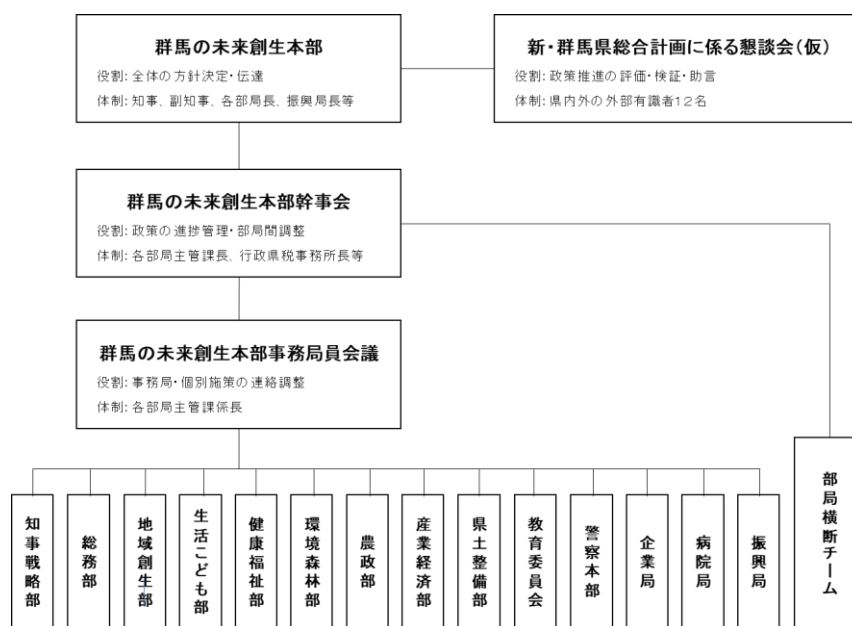 群馬の未来創生本部
役割: 全体の方針決定・伝達
体制: 知事、副知事、各部局長、振興局長等
新・群馬県総合計画に係る懇談会(仮)
役割: 政策推進の評価・検証・助言
体制: 県内外の外部有識者12名
群馬の未来創生本部幹事会
役割: 政策の進捗管理・部局間調整
体制: 各部局主管課長、行政県税事務所長等
群馬の未来創生本部事務局員会議
役割: 事務局・個別施策の連絡調整
体制: 各部局主管課係長
知事戦略部
総務部
地域創生部
生活こども部
健康福祉部
環境森林部
農政部
産業経済部
県土整備部
教育委員会
警察本部
企業局
病院局
振興局
部局横断チーム